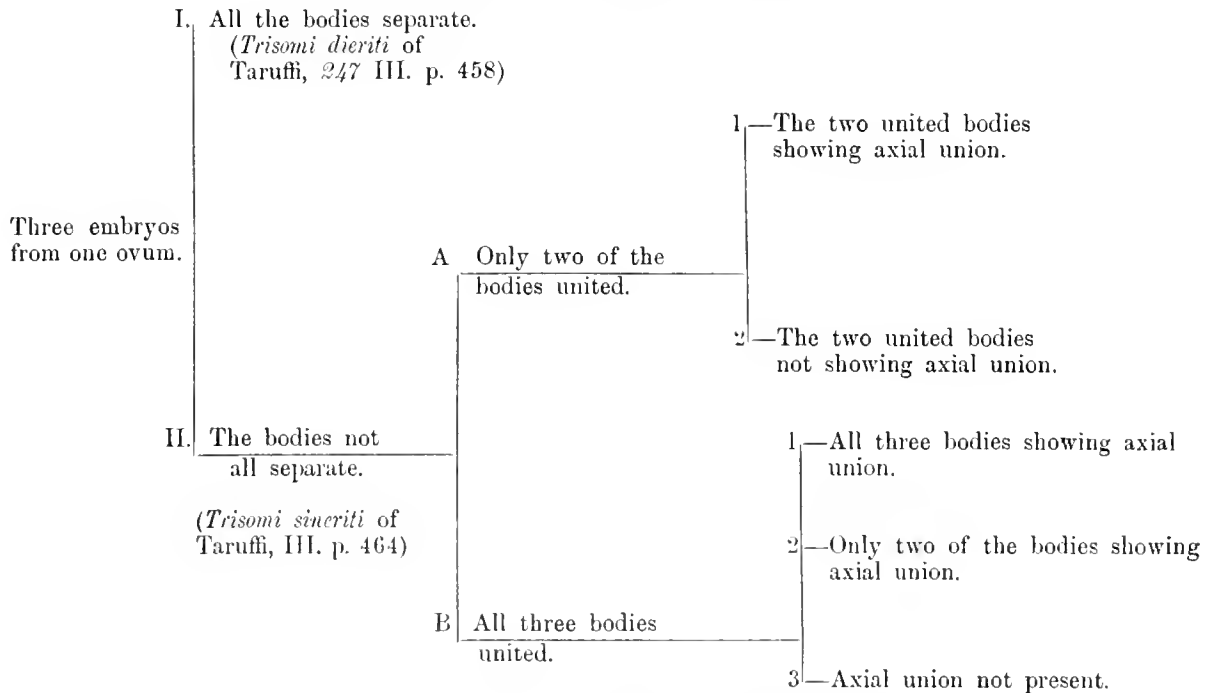 I. All the bodies separate.
(Trisomi dieriti of
Taruffi, 247 III. p. 458)
Three embryos
from one ovum.
II. The bodies not
all separate.
(Trisomi sineriti of
Taruffi, III. p. 464)
A Only two of the
bodies united.
1—The two united bodies
showing axial union.
2—The two united bodies
not showing axial union.
B All three bodies
united.
1—All three bodies showing axial
union.
2—Only two of the bodies showing
axial union.
3—Axial union not present.